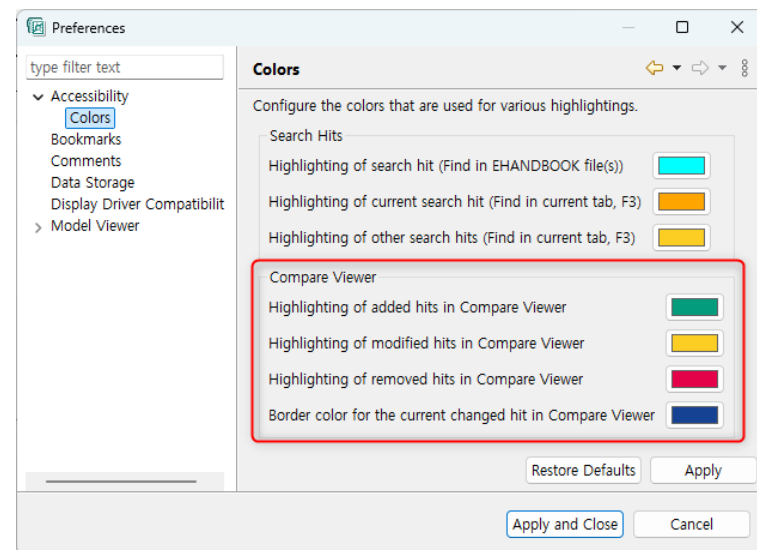 Preferences
type filter text
Accessibility
Colors
Bookmarks
Comments
Data Storage
Display Driver Compatibilit
Model Viewer
Colors
Configure the colors that are used for various highlightings.
Search Hits
Highlighting of search hit (Find in EHANDBOOK file(s))
Highlighting of current search hit (Find in current tab, F3)
Highlighting of other search hits (Find in current tab, F3)
Compare Viewer
Highlighting of added hits in Compare Viewer
Highlighting of modified hits in Compare Viewer
Highlighting of removed hits in Compare Viewer
Border color for the current changed hit in Compare Viewer
Restore Defaults Apply
Apply and Close Cancel